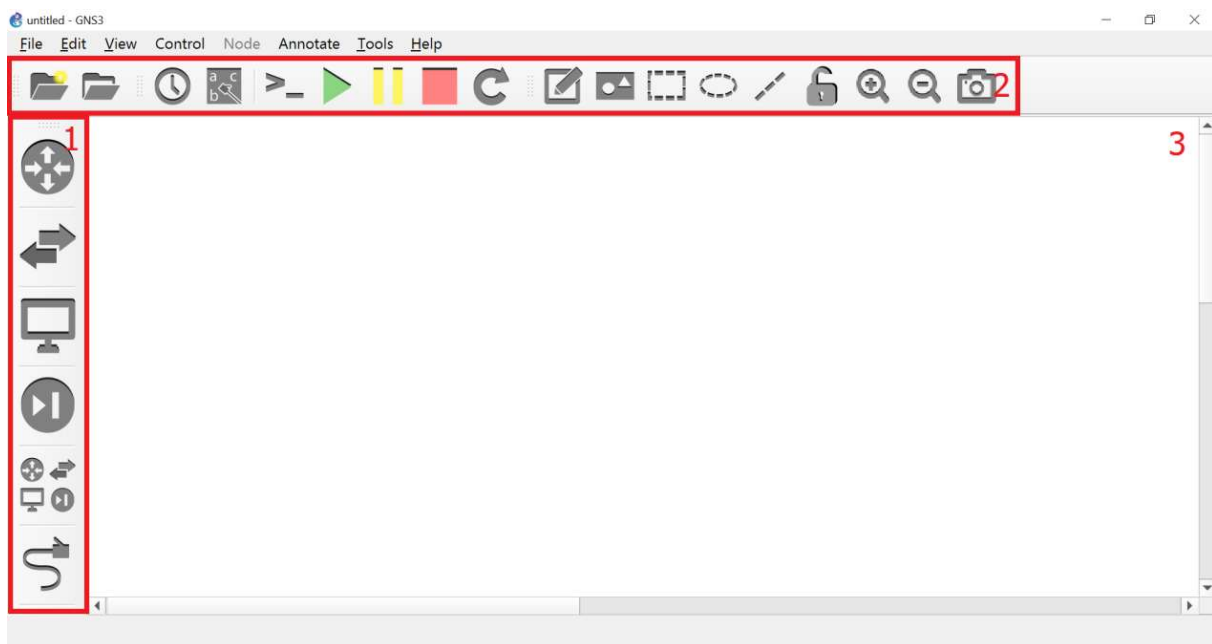 untitled - GNS3
File Edit View Control Node Annotate Tools Help
a c
b
2
1
3